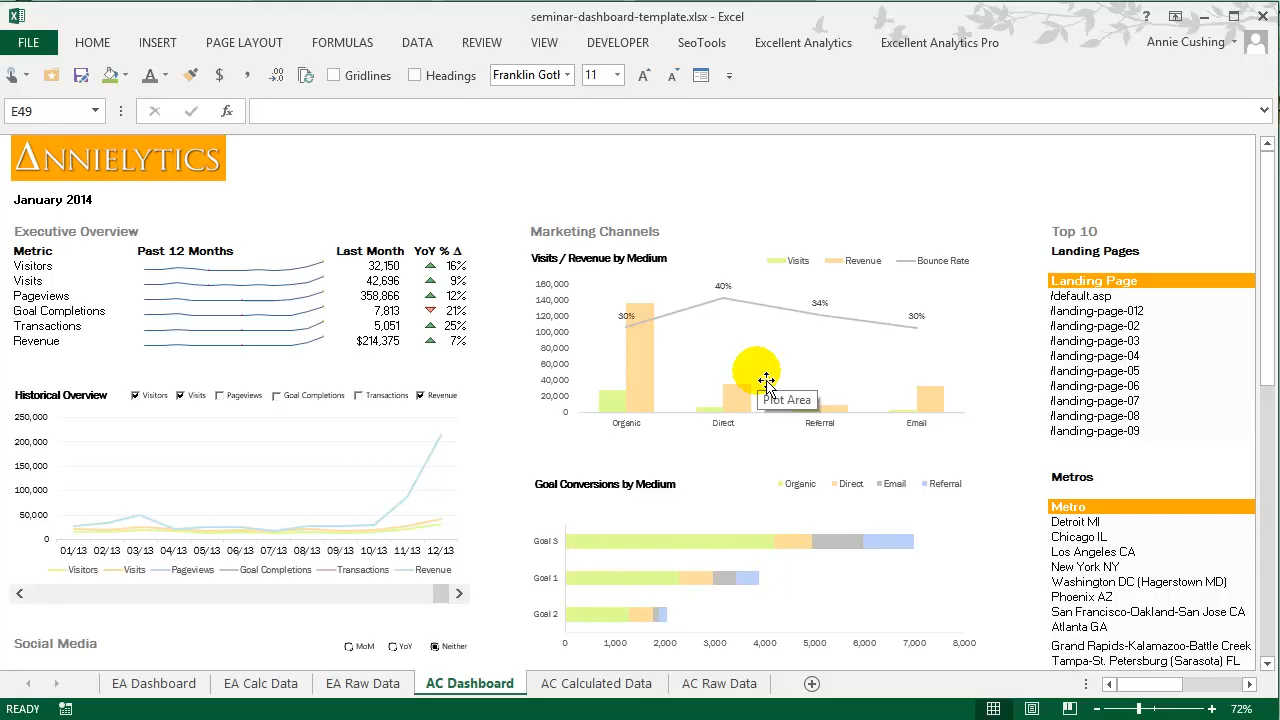 seminar-dashboard-template.xlsx - Excel
?
FILE HOME INSERT PAGE LAYOUT FORMULAS DATA REVIEW VIEW DEVELOPER SeoTools Excellent Analytics Excellent Analytics Pro Annie Cushing
Gridlines Headings Franklin Gotl 11
E49
ANNIELYTICS
January 2014
Executive Overview
Metric Past 12 Months Last Month YoY % Δ
Visitors 32,150 16%
Visits 42,696 9%
Pageviews 358,866 12%
Goal Completions 7,813 21%
Transactions 5,051 25%
Revenue $214,375 7%
Historical Overview Visitors Visits Pageviews Goal Completions Transactions Revenue
250,000
200,000
150,000
100,000
50,000
0
01/13 02/13 03/13 04/13 05/13 06/13 07/13 08/13 09/13 10/13 11/13 12/13
Visitors Visits Pageviews Goal Completions Transactions Revenue
Social Media MoM YoY Neither
Marketing Channels
Visits / Revenue by Medium Visits Revenue Bounce Rate
180,000
160,000
140,000
120,000
100,000
80,000
60,000
40,000
20,000
0
30% 40% 34% 30%
Plot Area
Organic Direct Referral Email
Goal Conversions by Medium Organic Direct Email Referral
Goal 3
Goal 1
Goal 2
0 1,000 2,000 3,000 4,000 5,000 6,000 7,000 8,000
Top 10
Landing Pages
Landing Page
/default.asp
/landing-page-012
/landing-page-02
/landing-page-03
/landing-page-04
/landing-page-05
/landing-page-06
/landing-page-07
/landing-page-08
/landing-page-09
Metros
Metro
Detroit MI
Chicago IL
Los Angeles CA
New York NY
Washington DC (Hagerstown MD)
Phoenix AZ
San Francisco-Oakland-San Jose CA
Atlanta GA
Grand Rapids-Kalamazoo-Battle Creek
Tampa-St. Petersburg (Sarasota) FL
EA Dashboard EA Calc Data EA Raw Data AC Dashboard AC Calculated Data AC Raw Data
READY 72%